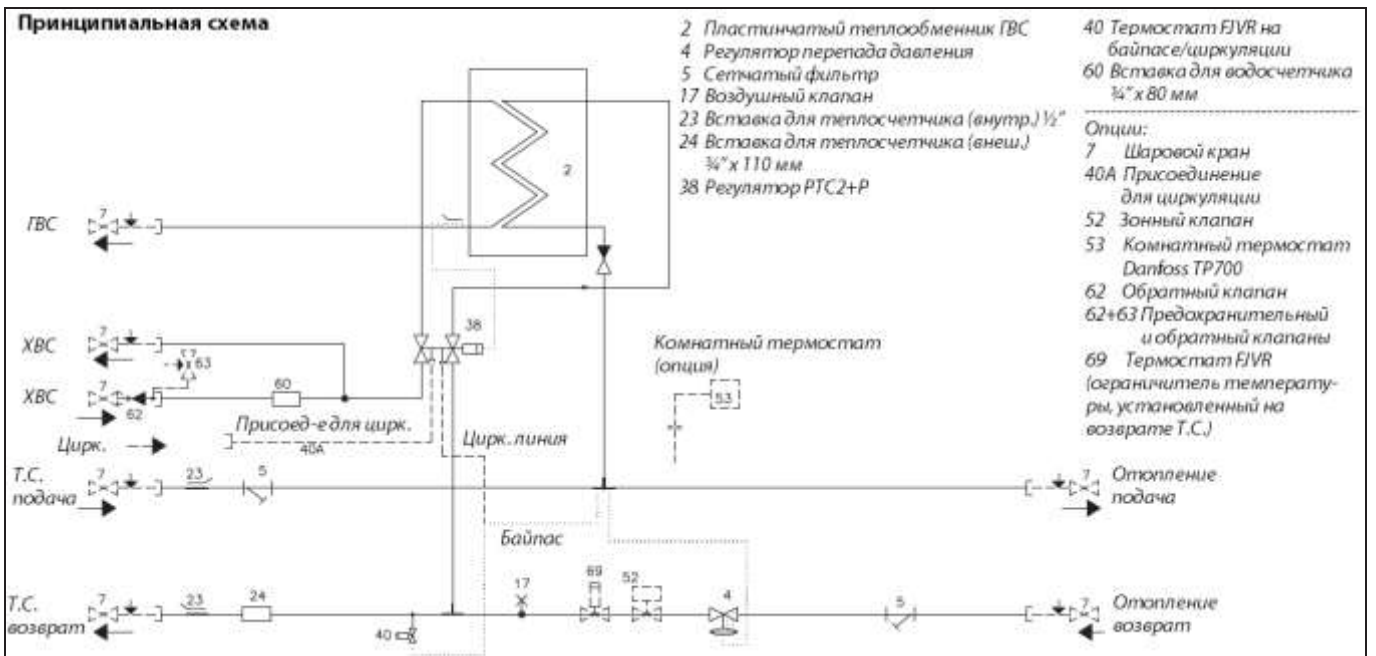 Принципиальная схема
2 Пластинчатый теплообменник ГВС
4 Регулятор перепада давления
5 Сетчатый фильтр
17 Воздушный клапан
23 Вставка для теплосчетчика (внутр.) ½"
24 Вставка для теплосчетчика (внеш.)
¾" x 110 мм
38 Регулятор РТС2+Р
40 Термостат FJVR на
байпасе/циркуляции
60 Вставка для водосчетчика
¾" x 80 мм
Опции:
7 Шаровой кран
40А Присоединение
для циркуляции
52 Зонный клапан
53 Комнатный термостат
Danfoss TP700
62 Обратный клапан
62+63 Предохранительный
и обратный клапаны
69 Термостат FJVR
(ограничитель температу-
ры, установленный на
возврате Т.С.)
2
ГВС
7
38
ХВС
7
63
ХВС
7
62
60
Комнатный термостат
(опция)
53
Присоед-е для цирк.
40A
Цирк. линия
Цирк.
Т.С.
подача
7
23
5
7
Отопление
подача
Байпас
Т.С.
возврат
7
23
24
40
17
69
52
4
5
7
Отопление
возврат